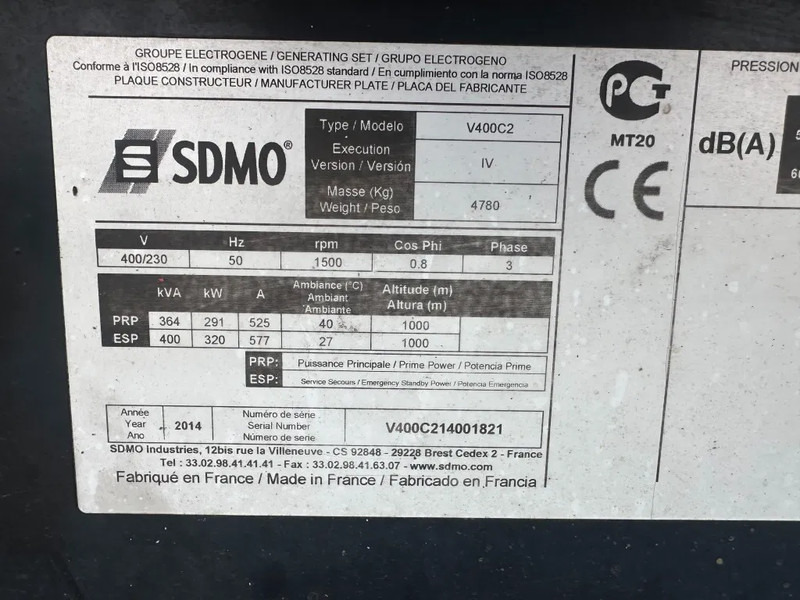 GROUPE ELECTROGENE / GENERATING SET / GRUPO ELECTROGENO
Conforme à l'ISO8528 / In compliance with ISO8528 standard / En cumplimiento con la norma ISO8528
PLAQUE CONSTRUCTEUR / MANUFACTURER PLATE / PLACA DEL FABRICANTE
SDMO®
Type / Modelo V400C2
Execution
Version / Versión IV
Masse (Kg)
Weight / Peso 4780
V Hz rpm Cos Phi Phase
400/230 50 1500 0.8 3
kVA kW A Ambiance (°C) Ambiant Ambiante Altitude (m) Altura (m)
PRP 364 291 525 40 1000
ESP 400 320 577 27 1000
PRP: Puissance Principale / Prime Power / Potencia Prime
ESP: Service Secours / Emergency Standby Power / Potencia Emergencia
Année
Year
Ano
2014
Numéro de série
Serial Number
Numéro de série
V400C214001821
SDMO Industries, 12bis rue la Villeneuve - CS 92848 - 29228 Brest Cedex 2 - France
Tel : 33.02.98.41.41.41 - Fax : 33.02.98.41.63.07 - www.sdmo.com
Fabriqué en France / Made in France / Fabricado en Francia
PCT
MT20
CE
PRESSION
dB(A)